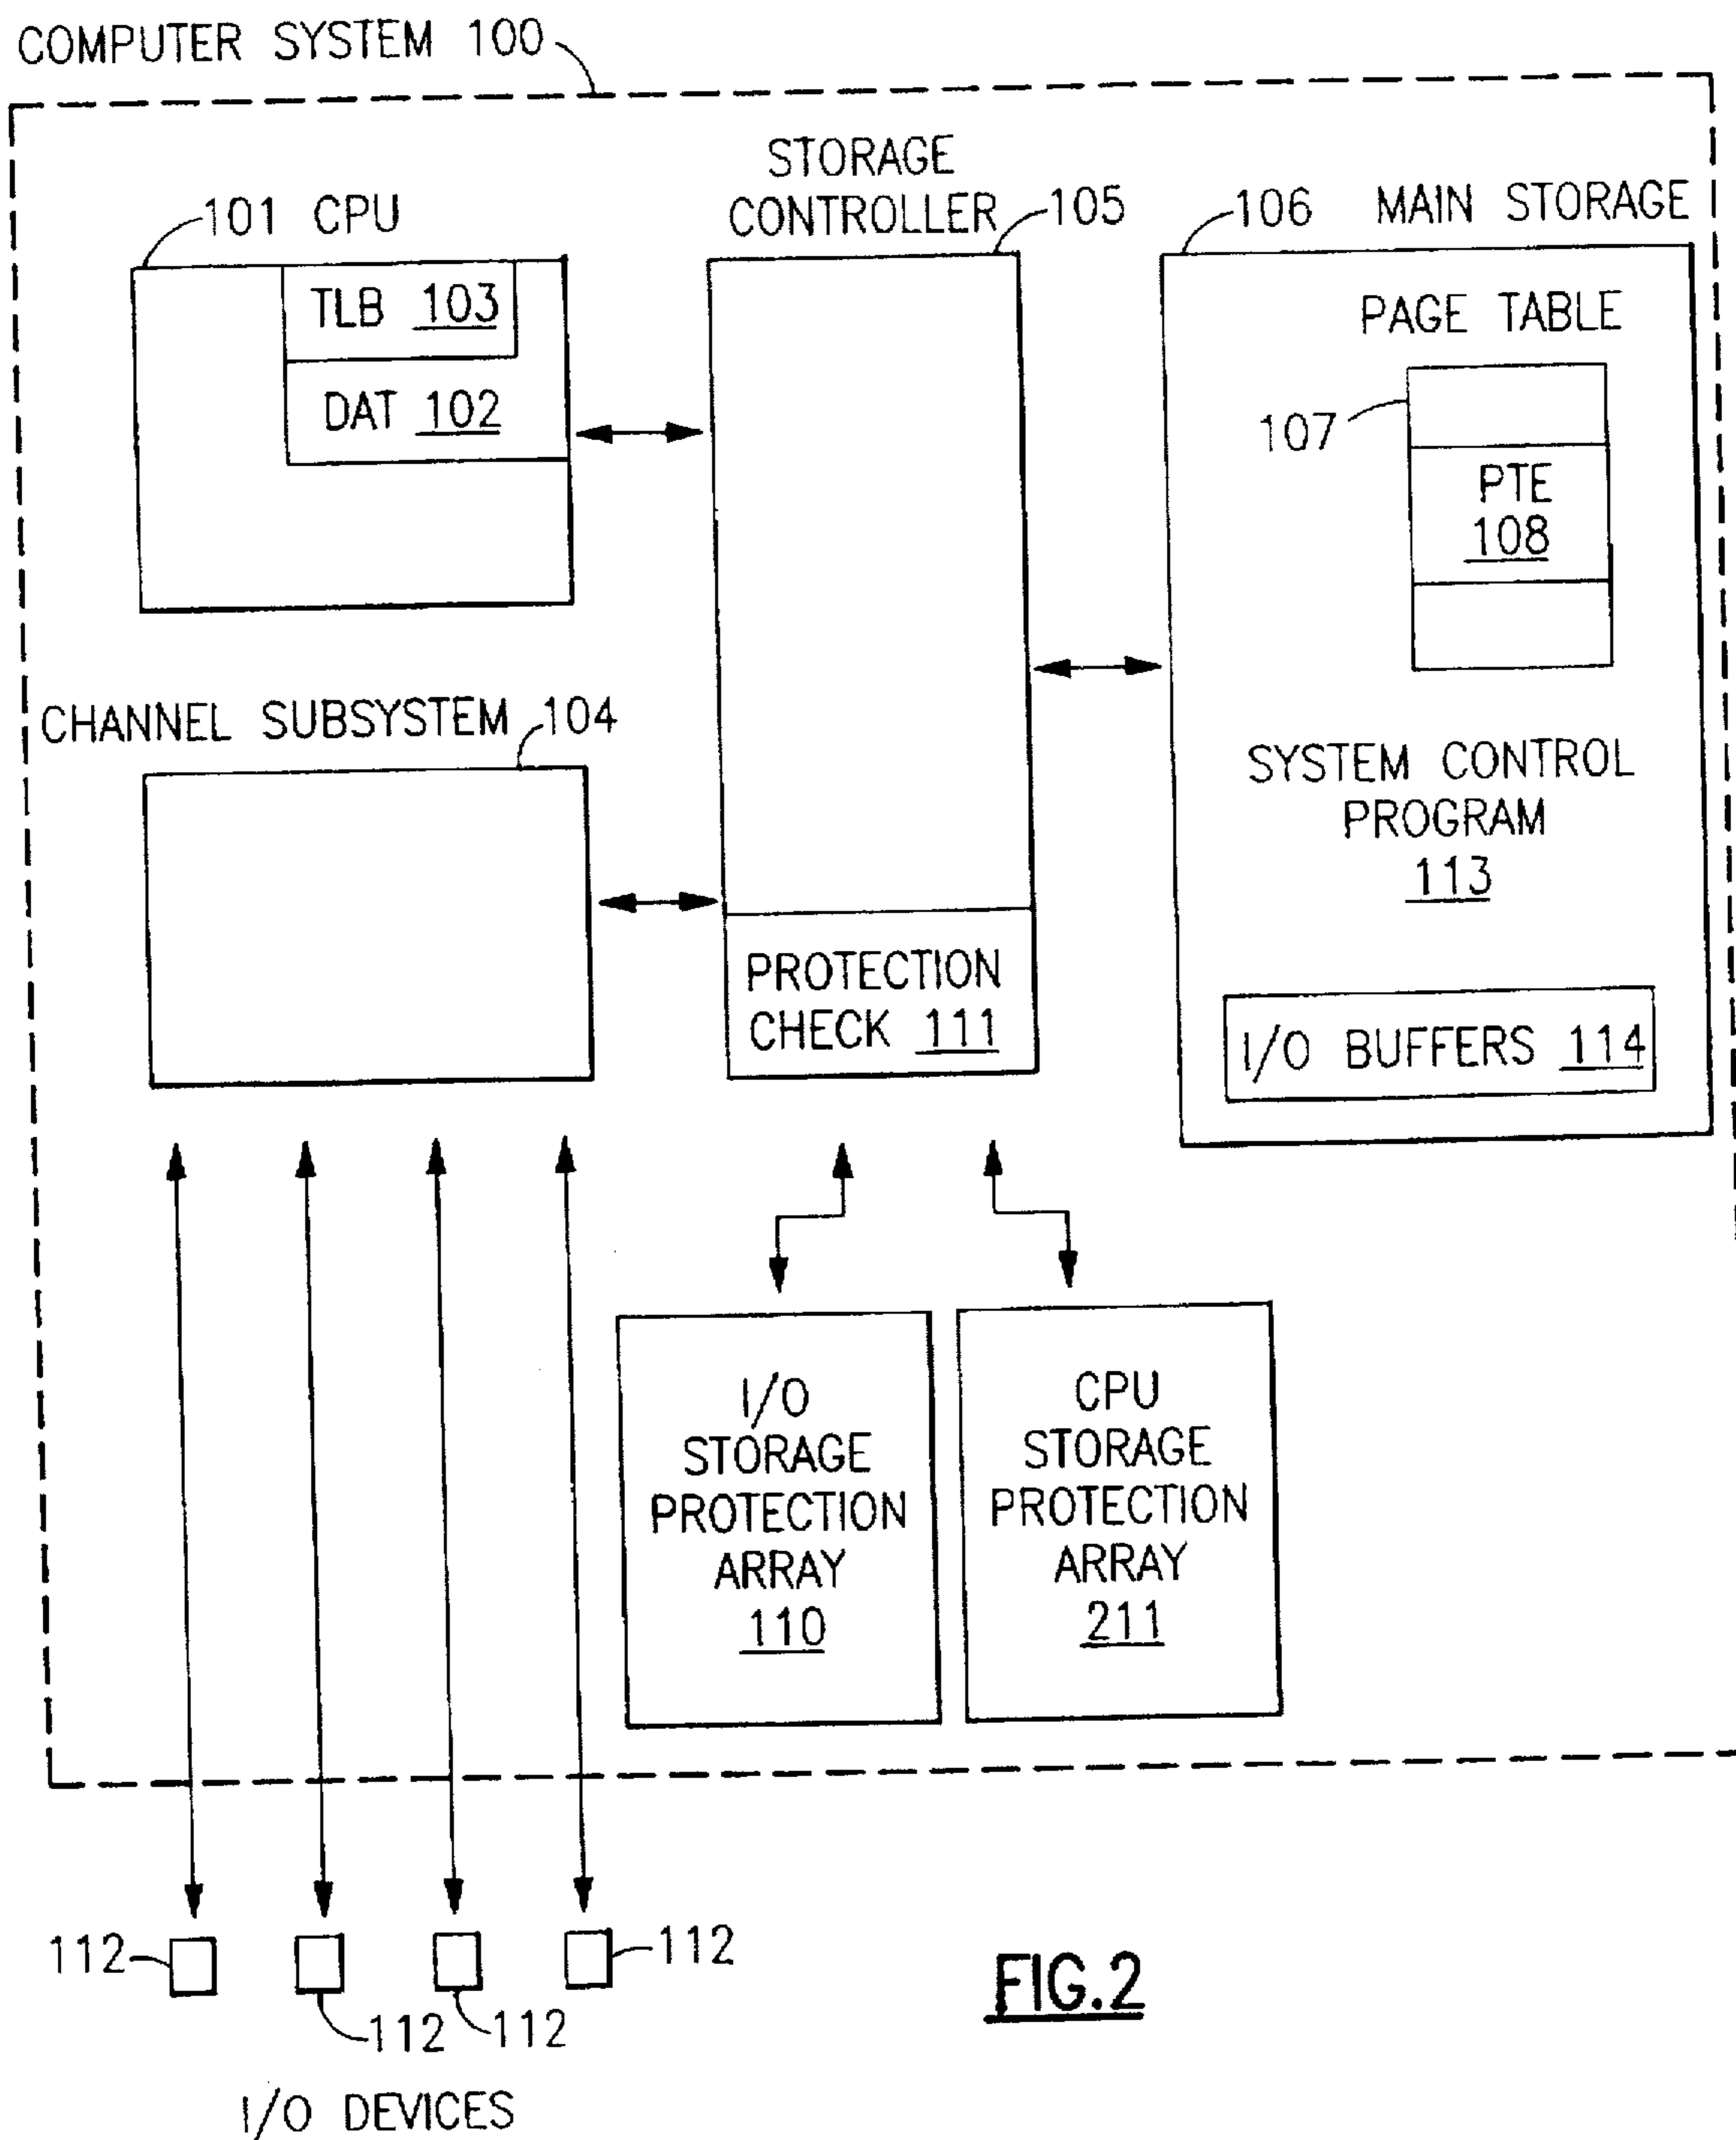 COMPUTER SYSTEM 100
101 CPU
TLB 103
DAT 102
STORAGE
CONTROLLER 105
106 MAIN STORAGE
PAGE TABLE
107
PTE
108
CHANNEL SUBSYSTEM 104
SYSTEM CONTROL
PROGRAM
113
PROTECTION
CHECK 111
I/O BUFFERS 114
I/O
STORAGE
PROTECTION
ARRAY
110
CPU
STORAGE
PROTECTION
ARRAY
211
112
112
112
112
I/O DEVICES
FIG.2